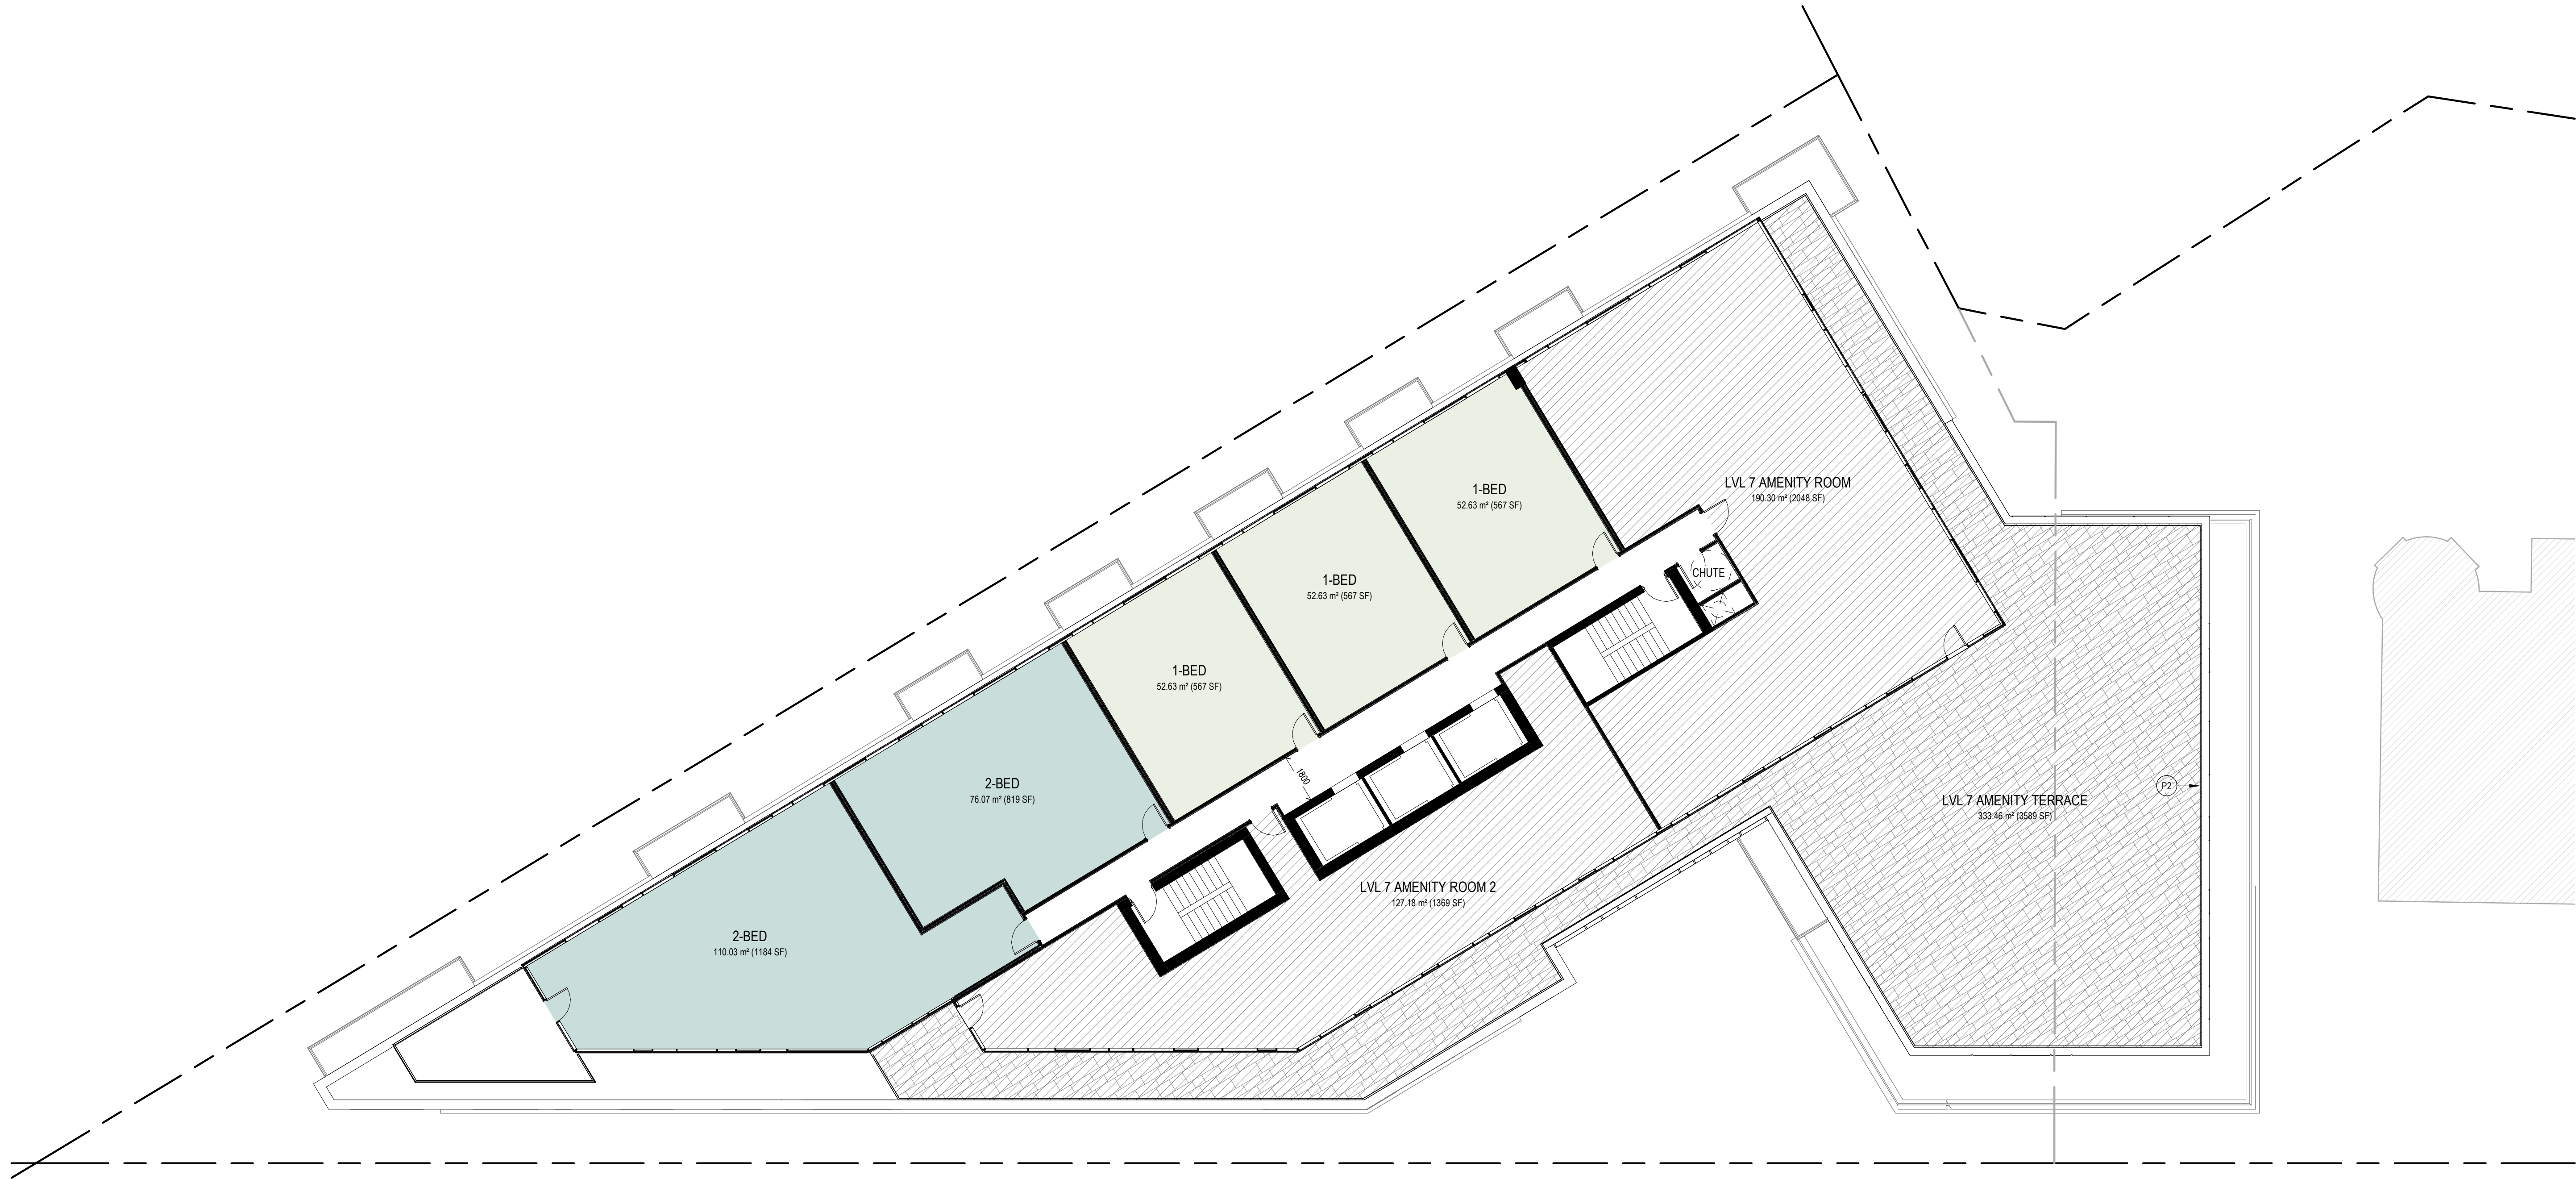 LVL 7 AMENITY ROOM
190.30 m² (2048 SF)
1-BED
52.63 m² (567 SF)
CHUTE
1-BED
52.63 m² (567 SF)
1-BED
52.63 m² (567 SF)
1800
2-BED
76.07 m² (819 SF)
P2
LVL 7 AMENITY TERRACE
333.46 m² (3589 SF)
LVL 7 AMENITY ROOM 2
127.18 m² (1369 SF)
2-BED
110.03 m² (1184 SF)